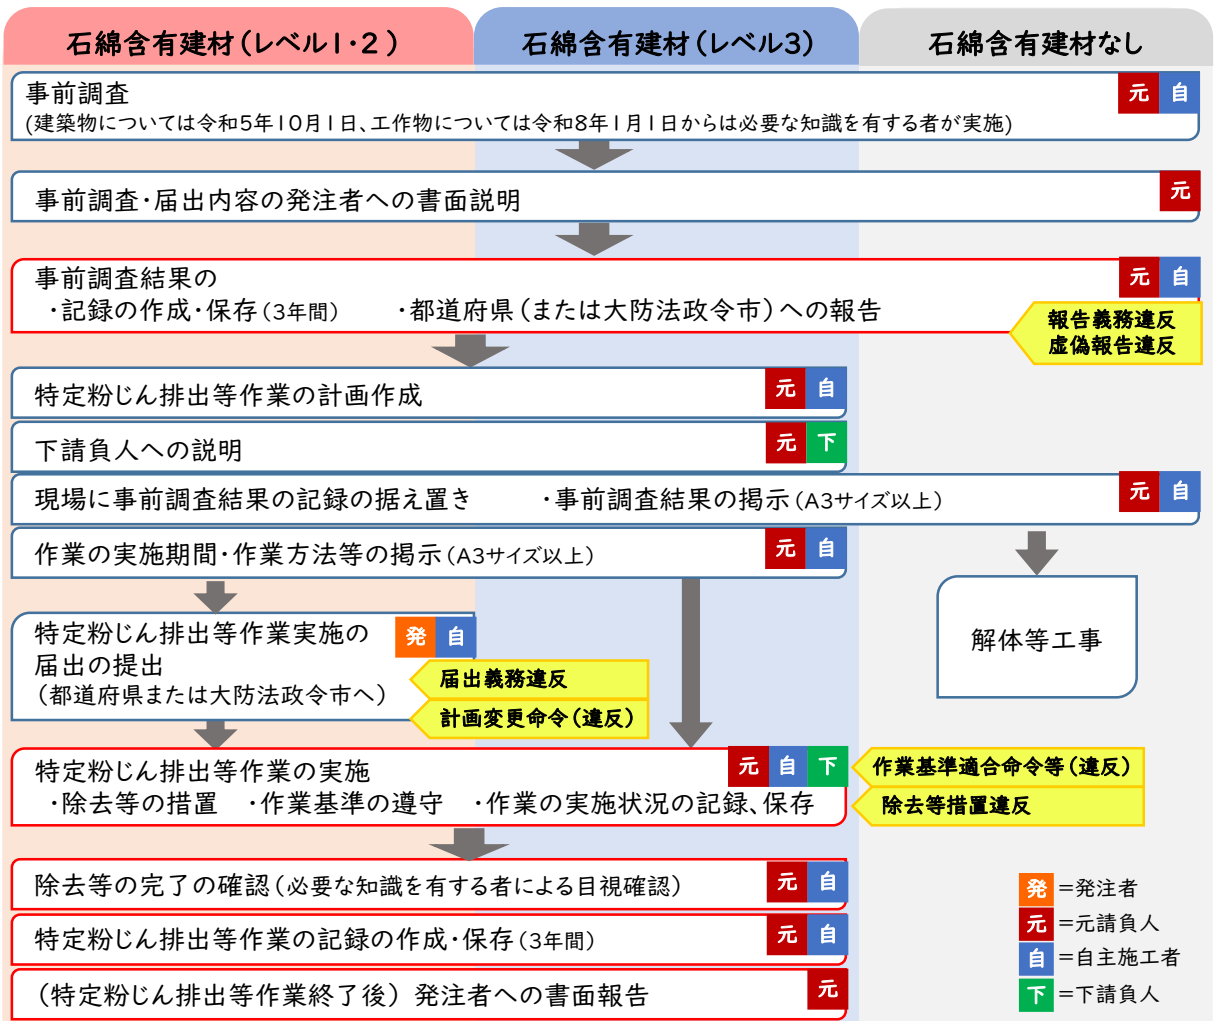 石綿含有建材(レベル1・2)
石綿含有建材(レベル3)
石綿含有建材なし
事前調査
元 自
(建築物については令和5年10月1日、工作物については令和8年1月1日からは必要な知識を有する者が実施)
事前調査・届出内容の発注者への書面説明
元
事前調査結果の
元 自
・記録の作成・保存(3年間) ・都道府県(または大防法政令市)への報告
報告義務違反
虚偽報告違反
特定粉じん排出等作業の計画作成
元 自
下請負人への説明
元 下
現場に事前調査結果の記録の据え置き ・事前調査結果の掲示(A3サイズ以上)
元 自
作業の実施期間・作業方法等の掲示(A3サイズ以上)
元 自
特定粉じん排出等作業実施の
届出の提出
(都道府県または大防法政令市へ)
発 自
届出義務違反
計画変更命令(違反)
解体等工事
特定粉じん排出等作業の実施
元 自 下
・除去等の措置 ・作業基準の遵守 ・作業の実施状況の記録、保存
作業基準適合命令等(違反)
除去等措置違反
除去等の完了の確認(必要な知識を有する者による目視確認)
元 自
特定粉じん排出等作業の記録の作成・保存(3年間)
元 自
(特定粉じん排出等作業終了後)発注者への書面報告
元
発=発注者
元=元請負人
自=自主施工者
下=下請負人